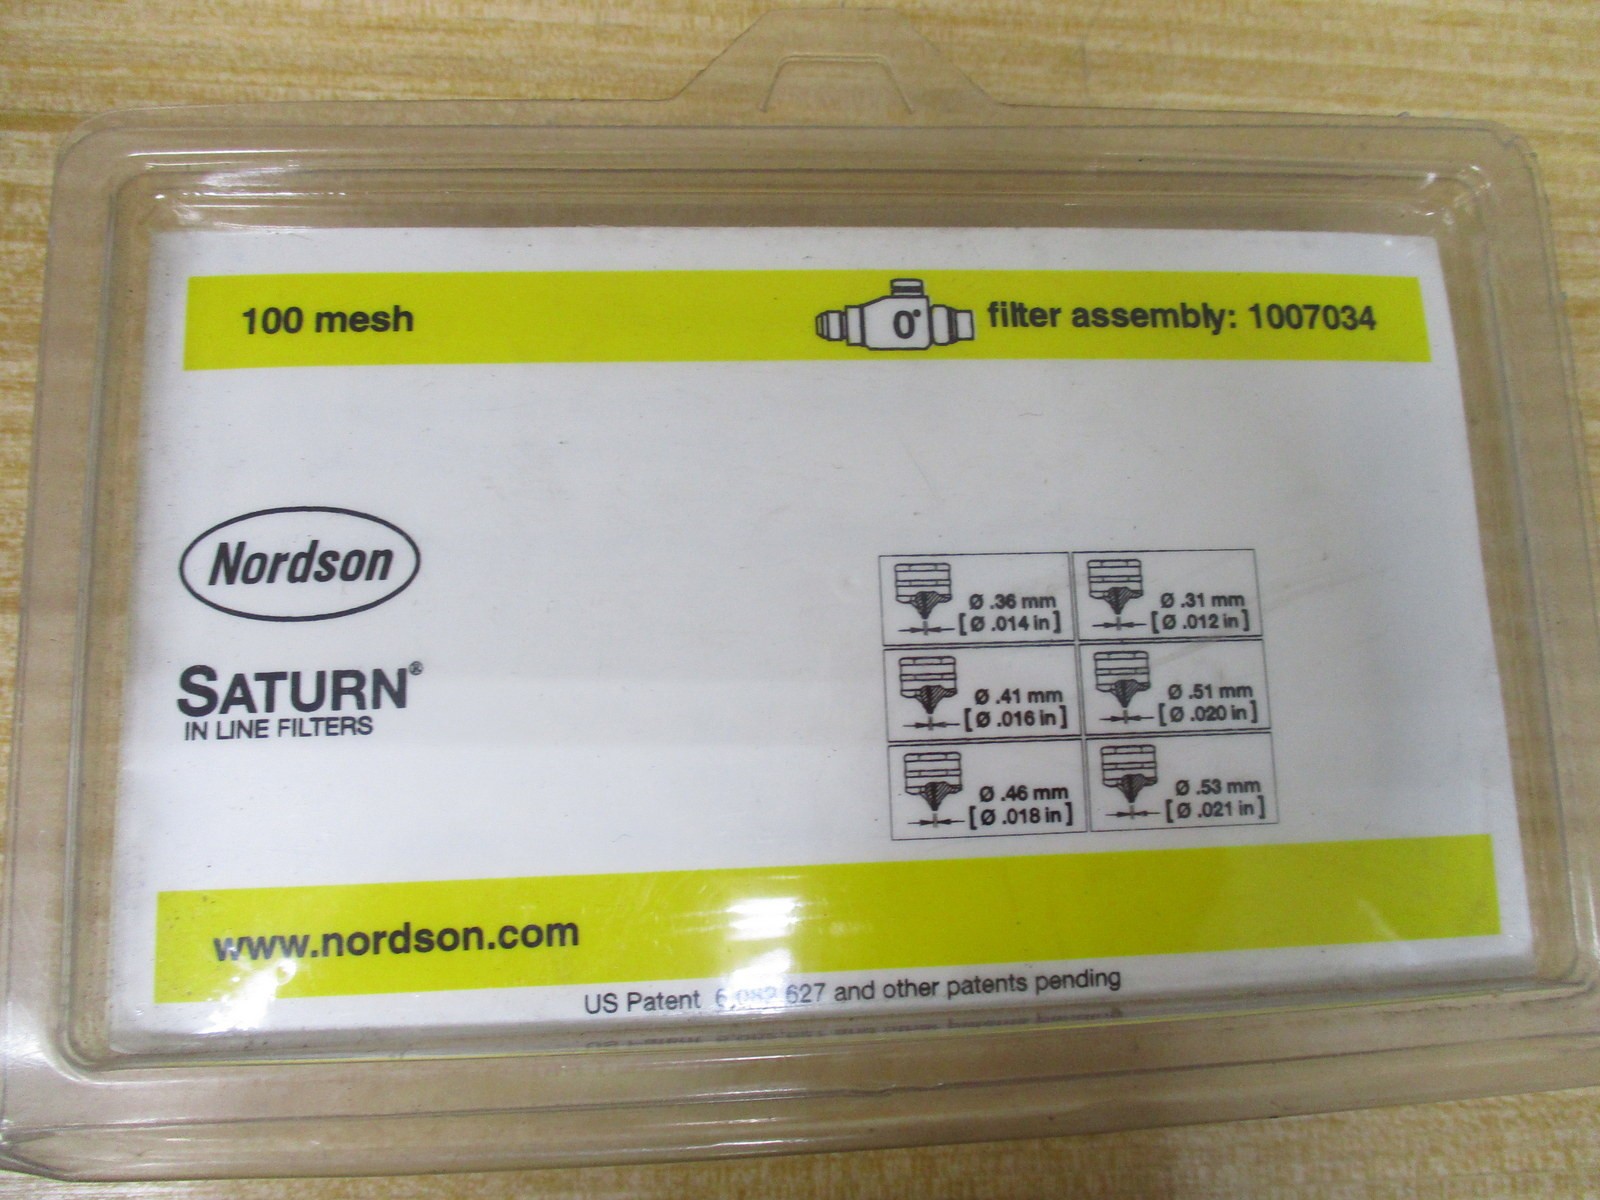 100 mesh
0°
filter assembly: 1007034
Nordson
SATURN®
IN LINE FILTERS
Ø .36 mm
[ Ø .014 in ]
Ø .31 mm
[ Ø .012 in ]
Ø .41 mm
[ Ø .016 in ]
Ø .51 mm
[ Ø .020 in ]
Ø .46 mm
[ Ø .018 in ]
Ø .53 mm
[ Ø .021 in ]
www.nordson.com
US Patent 6,082,627 and other patents pending